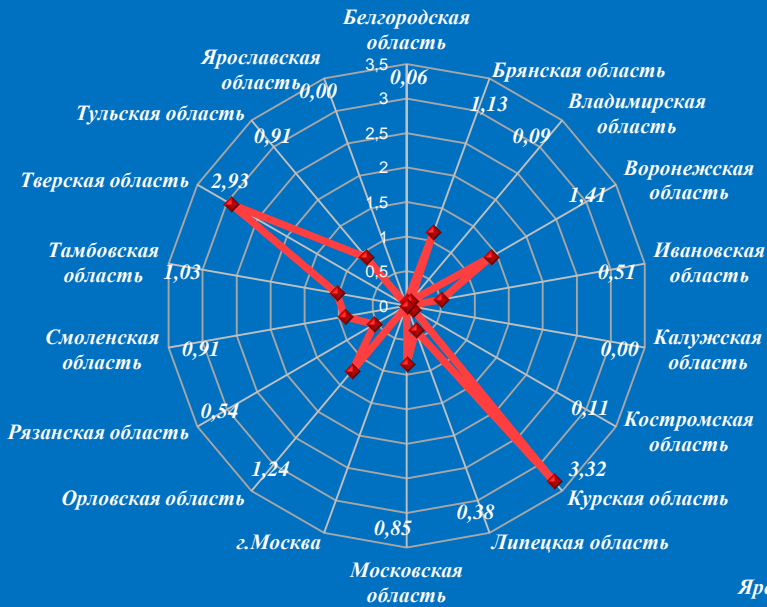 Белгородская
область
0,06
Брянская область
1,13
Владимирская
область
0,09
Воронежская
область
1,41
Ивановская
область
0,51
Калужская
область
0,00
Костромская
область
0,11
Курская область
3,32
Липецкая область
0,38
Московская
область
0,85
г.Москва
Орловская область
1,24
Рязанская область
0,54
Смоленская
область
0,91
Тамбовская
область
1,03
Тверская область
2,93
Тульская область
0,91
Ярославская
область
0,00
3,5
3
2,5
2
1,5
1
0,5
0